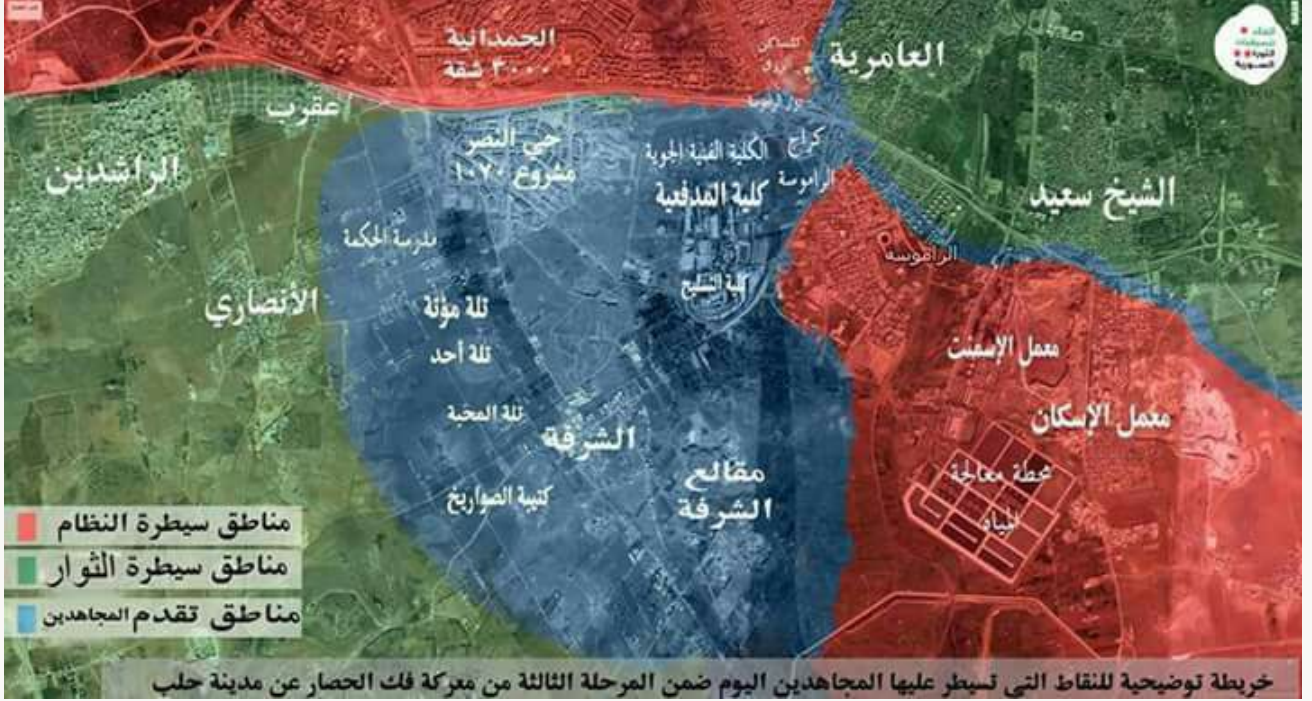 الحمدانية
٣٠٠٠ شقة
العامرية
عقرب
الراشدين
حي النصر
مشروع ١٠٧٠
الكلية الفنية الجوية
كراج
الراموسة
كلية المدفعية
الشيخ سعيد
مدرسة الحكمة
الراموسة
كلية التسليح
الأنصاري
تلة مؤتة
تلة أحد
معمل الإسمنت
تلة المحبة
الشرفة
معمل الإسكان
مقالع
الشرفة
محطة معالجة
المياه
كتيبة الصواريخ
مناطق سيطرة النظام
مناطق سيطرة الثوار
مناطق تقدم المجاهدين
خريطة توضيحية للنقاط التي تسيطر عليها المجاهدين اليوم ضمن المرحلة الثالثة من معركة فك الحصار عن مدينة حلب